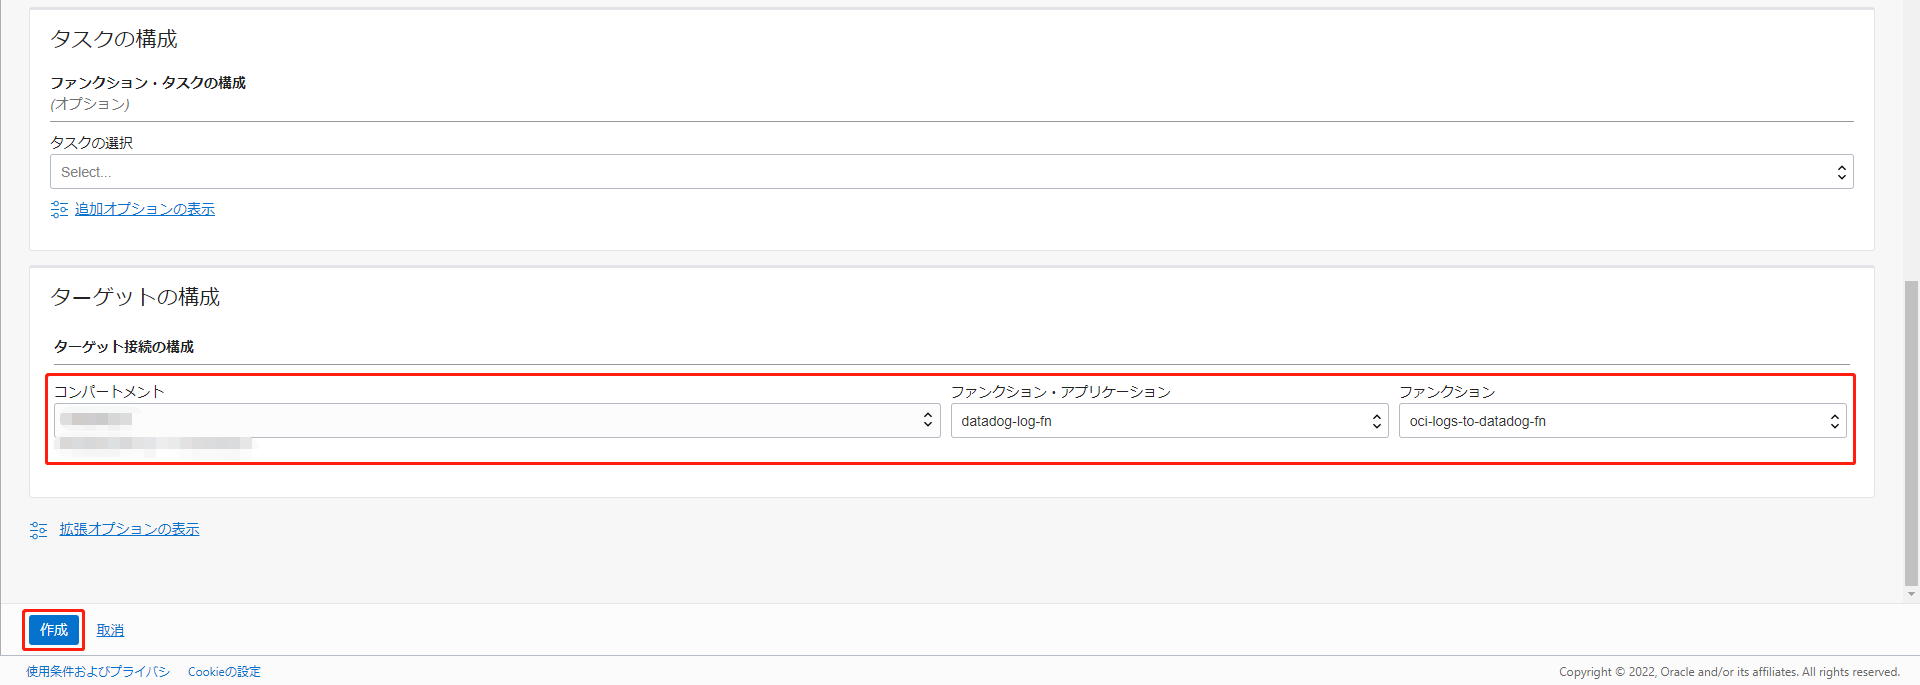 タスクの構成
ファンクション・タスクの構成
(オプション)
タスクの選択
Select...
追加オプションの表示
ターゲットの構成
ターゲット接続の構成
コンパートメント ファンクション・アプリケーション ファンクション
datadog-log-fn oci-logs-to-datadog-fn
拡張オプションの表示
作成 取消
使用条件およびプライバシ Cookieの設定 Copyright © 2022, Oracle and/or its affiliates. All rights reserved.